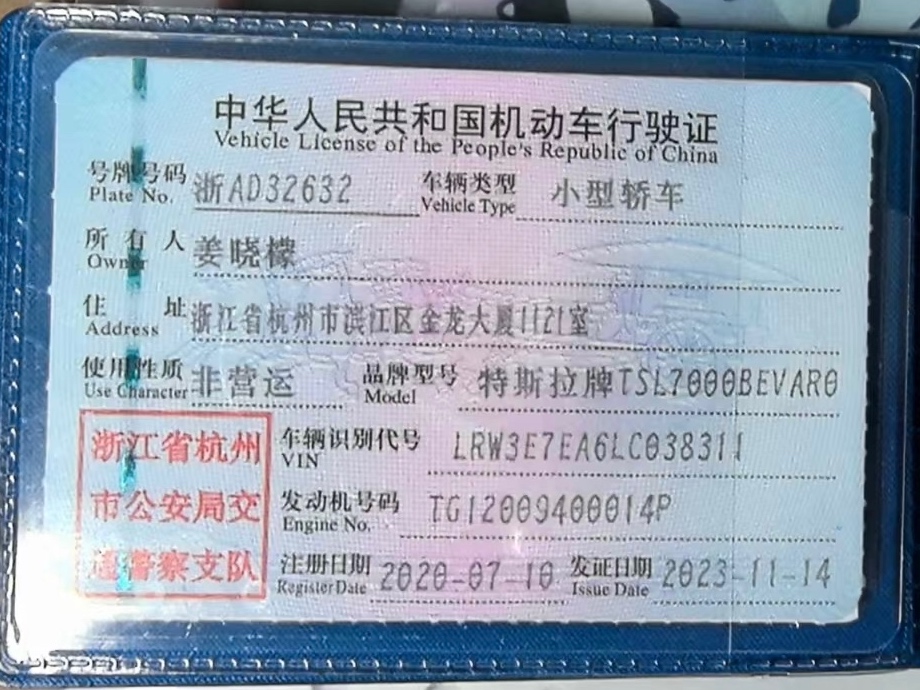 中华人民共和国机动车行驶证
Vehicle License of the People's Republic of China
号牌号码 浙AD32632 车辆类型 小型轿车
Plate No. Vehicle Type
所有人 姜晓檬
Owner
住址 浙江省杭州市滨江区金龙大厦1121室
Address
使用性质 非营运 品牌型号 特斯拉牌TSL7000BEVAR0
Use Character Model
浙江省杭州 车辆识别代号 LRW3E7EA6LC038311
VIN
市公安局交 发动机号码 TG12009400014P
Engine No.
通警察支队 注册日期 2020-07-10 发证日期 2023-11-14
Register Date Issue Date